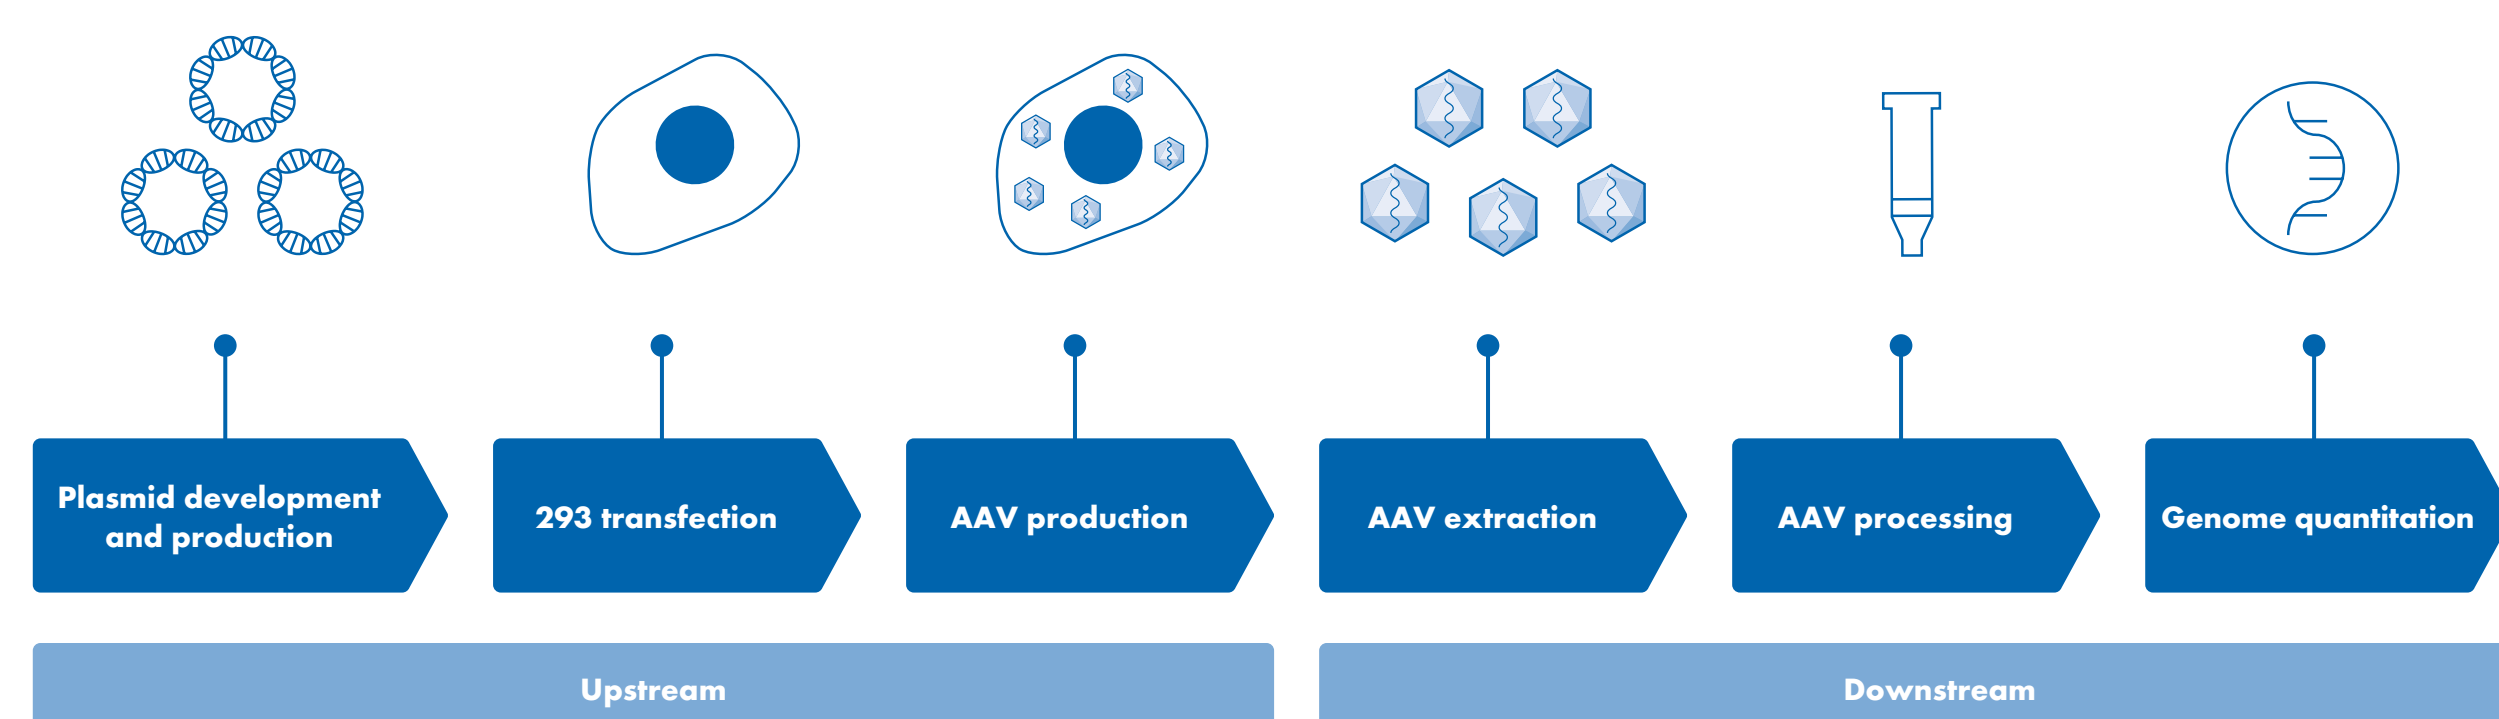 Plasmid development
and production
293 transfection
AAV production
AAV extraction
AAV processing
Genome quantitation
Upstream
Downstream